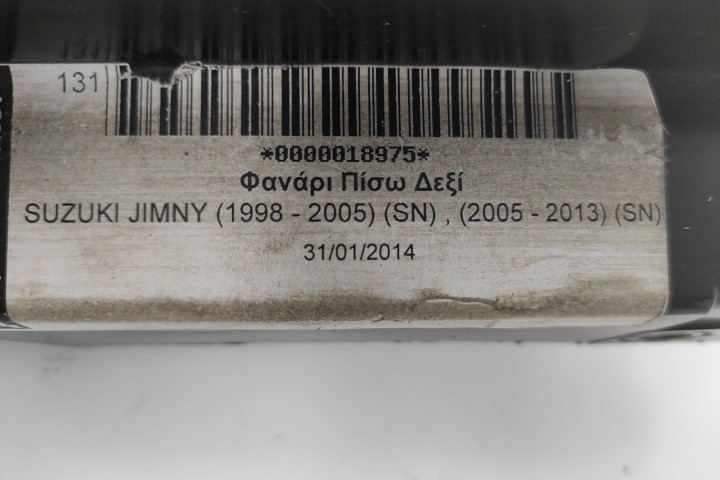 131
*0000018975*
Φανάρι Πίσω Δεξί
SUZUKI JIMNY (1998 - 2005) (SN) , (2005 - 2013) (SN)
31/01/2014